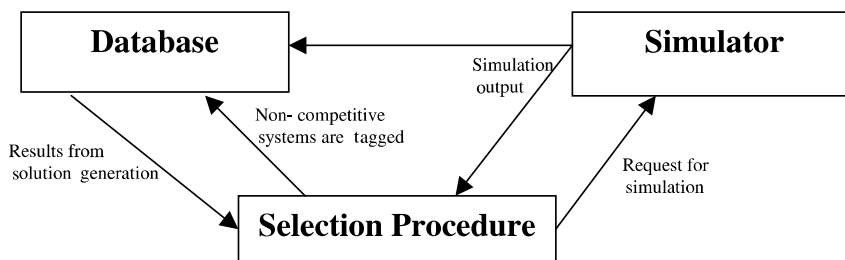 Database
Simulator
Simulation
output
Non- competitive
systems are tagged
Results from
solution generation
Request for
simulation
Selection Procedure